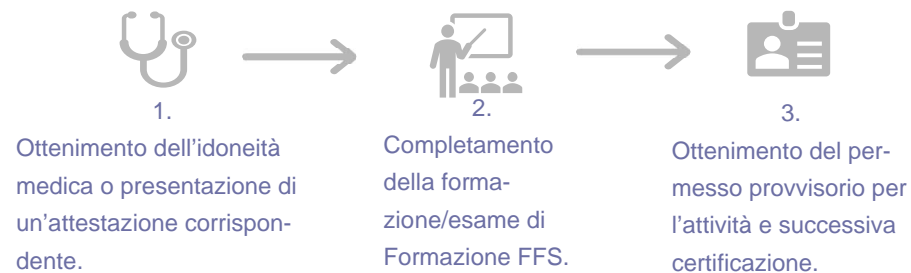 1.
Ottenimento dell'idoneità
medica o presentazione di
un'attestazione corrispon-
dente.
2.
Completamento
della forma-
zione/esame di
Formazione FFS.
3.
Ottenimento del per-
messo provvisorio per
l'attività e successiva
certificazione.